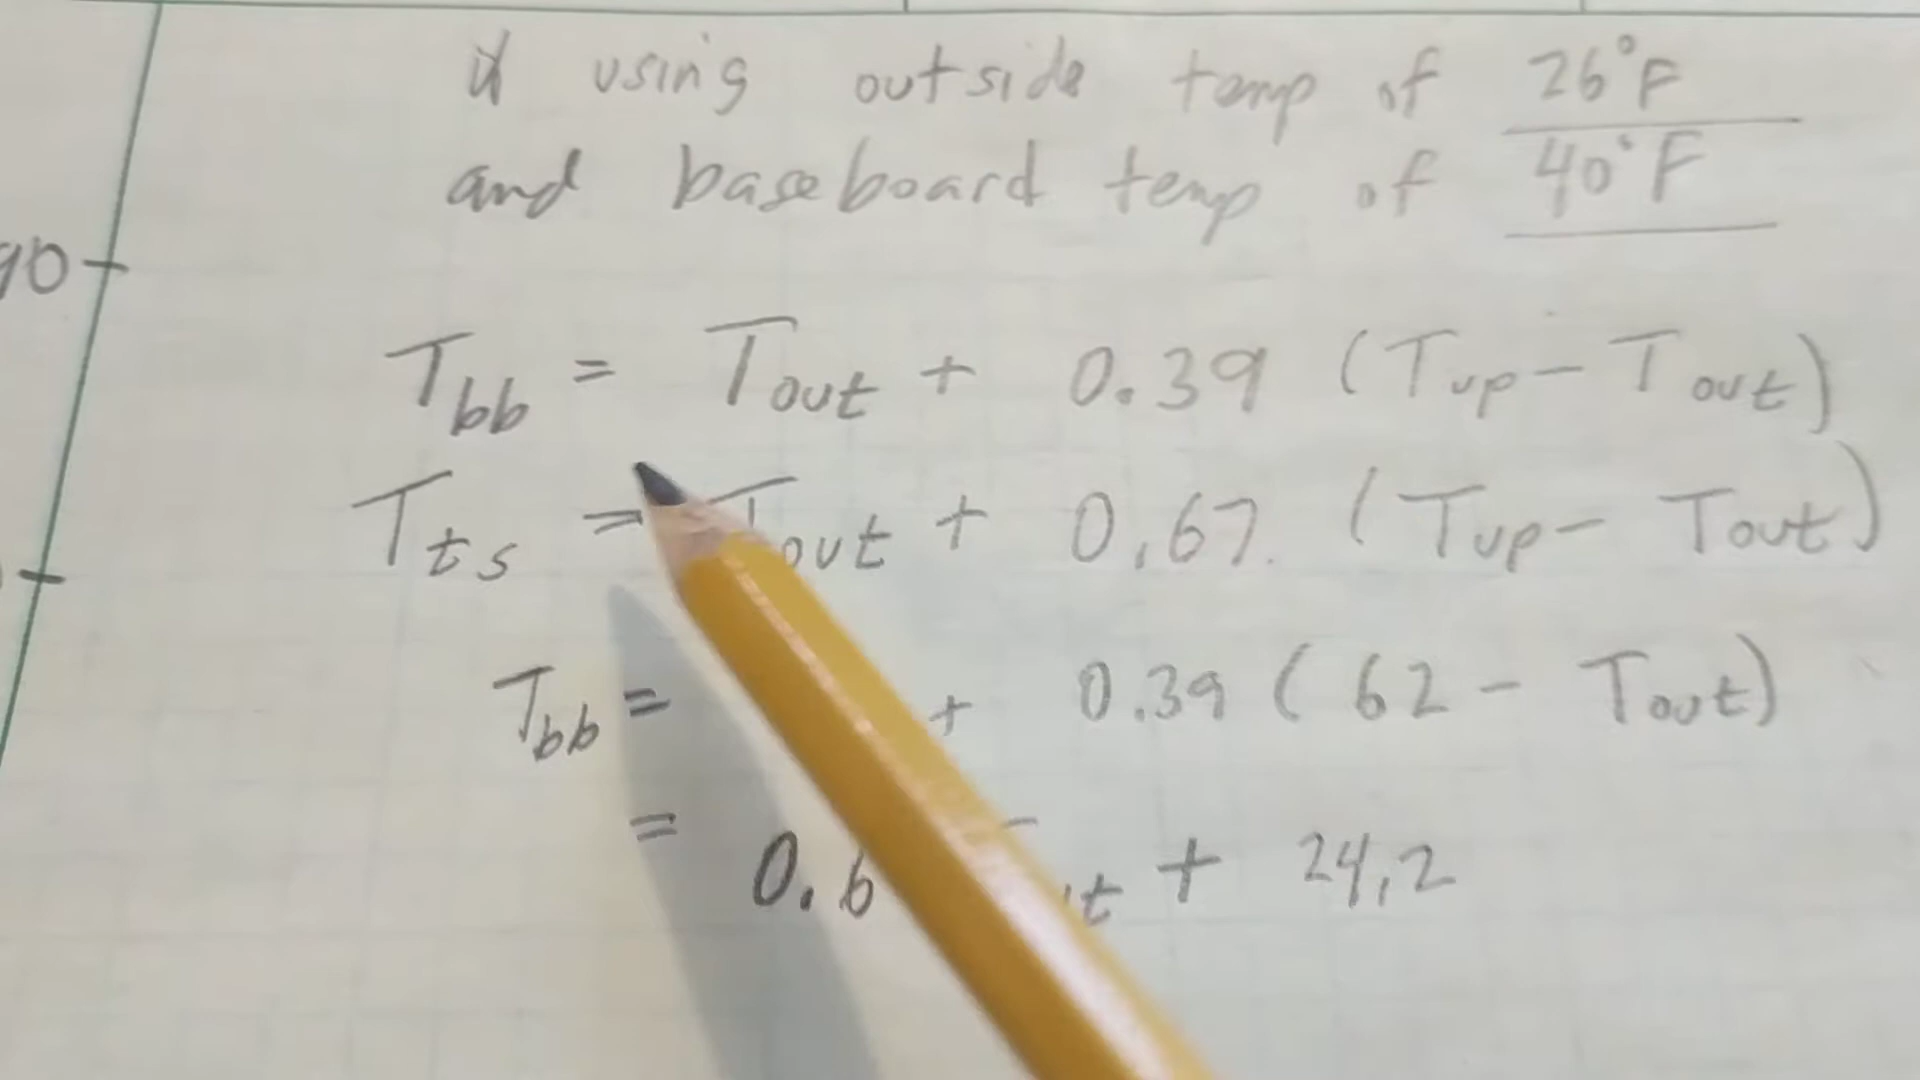 if using outside temp of 26°F
and baseboard temp of 40°F
90
Tbb = Tout + 0.39 (Tup - Tout)
Tts = Tout + 0.67 (Tup - Tout)
Tbb = + 0.39 (62 - Tout)
= 0.6 + 24.2